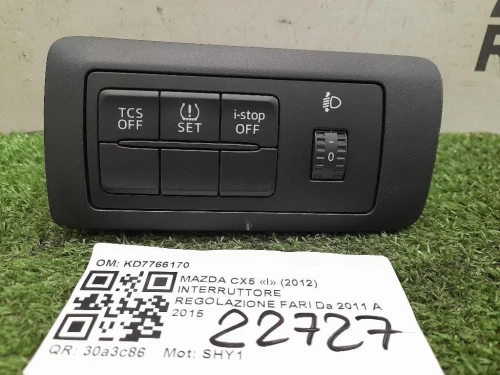 TCS
OFF
SET
i-stop
OFF
0
OM: KD7766170
MAZDA CX5 «I» (2012)
INTERRUTTORE
REGOLAZIONE FARI Da 2011 A
2015
22727
QR: 30a3c86 Mot: SHY1